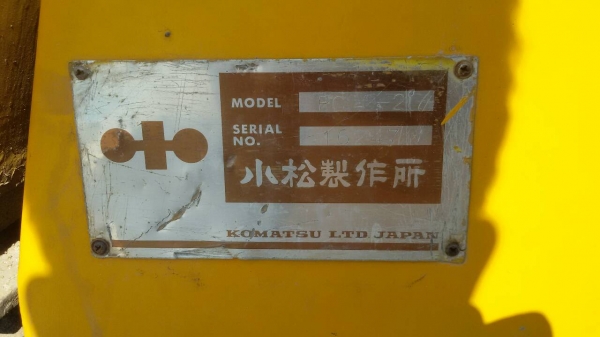 MODEL
SERIAL
NO.
小松製作所
KOMATSU LTD JAPAN